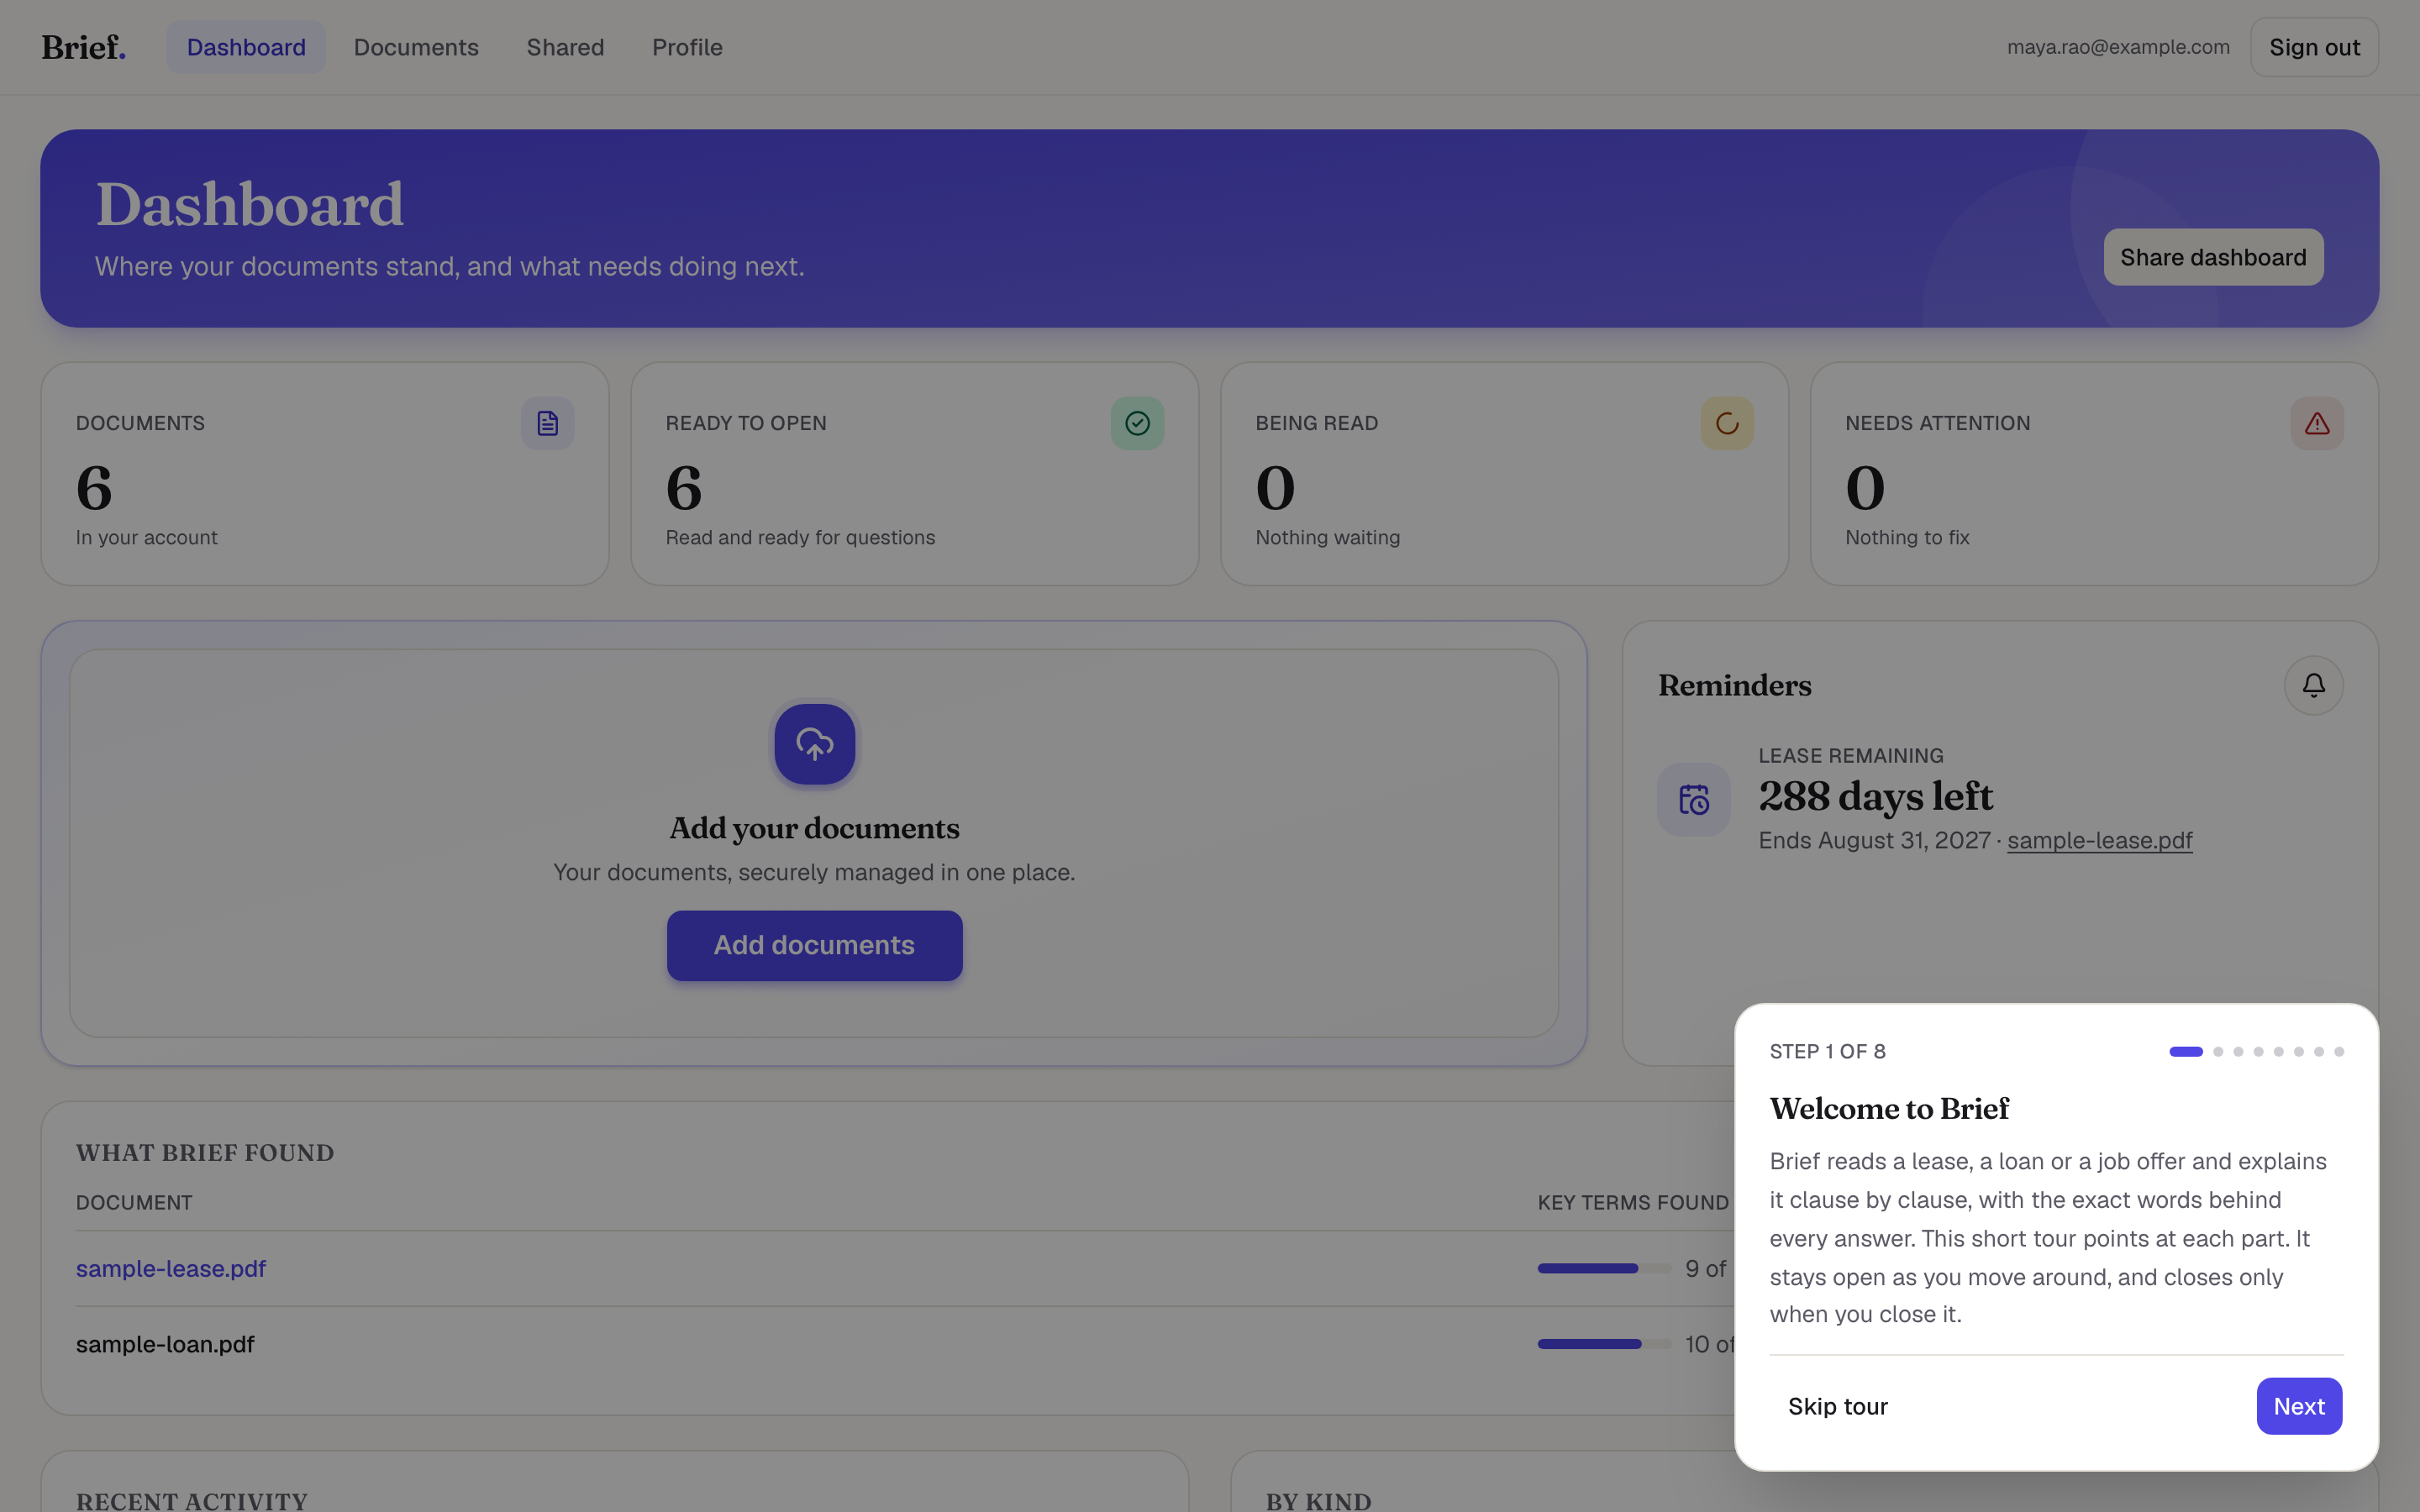 Brief.
Dashboard
Documents
Shared
Profile
maya.rao@example.com
Sign out
Dashboard
Where your documents stand, and what needs doing next.
Share dashboard
DOCUMENTS
6
In your account
READY TO OPEN
6
Read and ready for questions
BEING READ
0
Nothing waiting
NEEDS ATTENTION
0
Nothing to fix
Add your documents
Your documents, securely managed in one place.
Add documents
Reminders
LEASE REMAINING
288 days left
Ends August 31, 2027 · sample-lease.pdf
WHAT BRIEF FOUND
DOCUMENT
KEY TERMS FOUND
sample-lease.pdf
9 of
sample-loan.pdf
10 of
RECENT ACTIVITY
BY KIND
STEP 1 OF 8
Welcome to Brief
Brief reads a lease, a loan or a job offer and explains
it clause by clause, with the exact words behind
every answer. This short tour points at each part. It
stays open as you move around, and closes only
when you close it.
Skip tour
Next